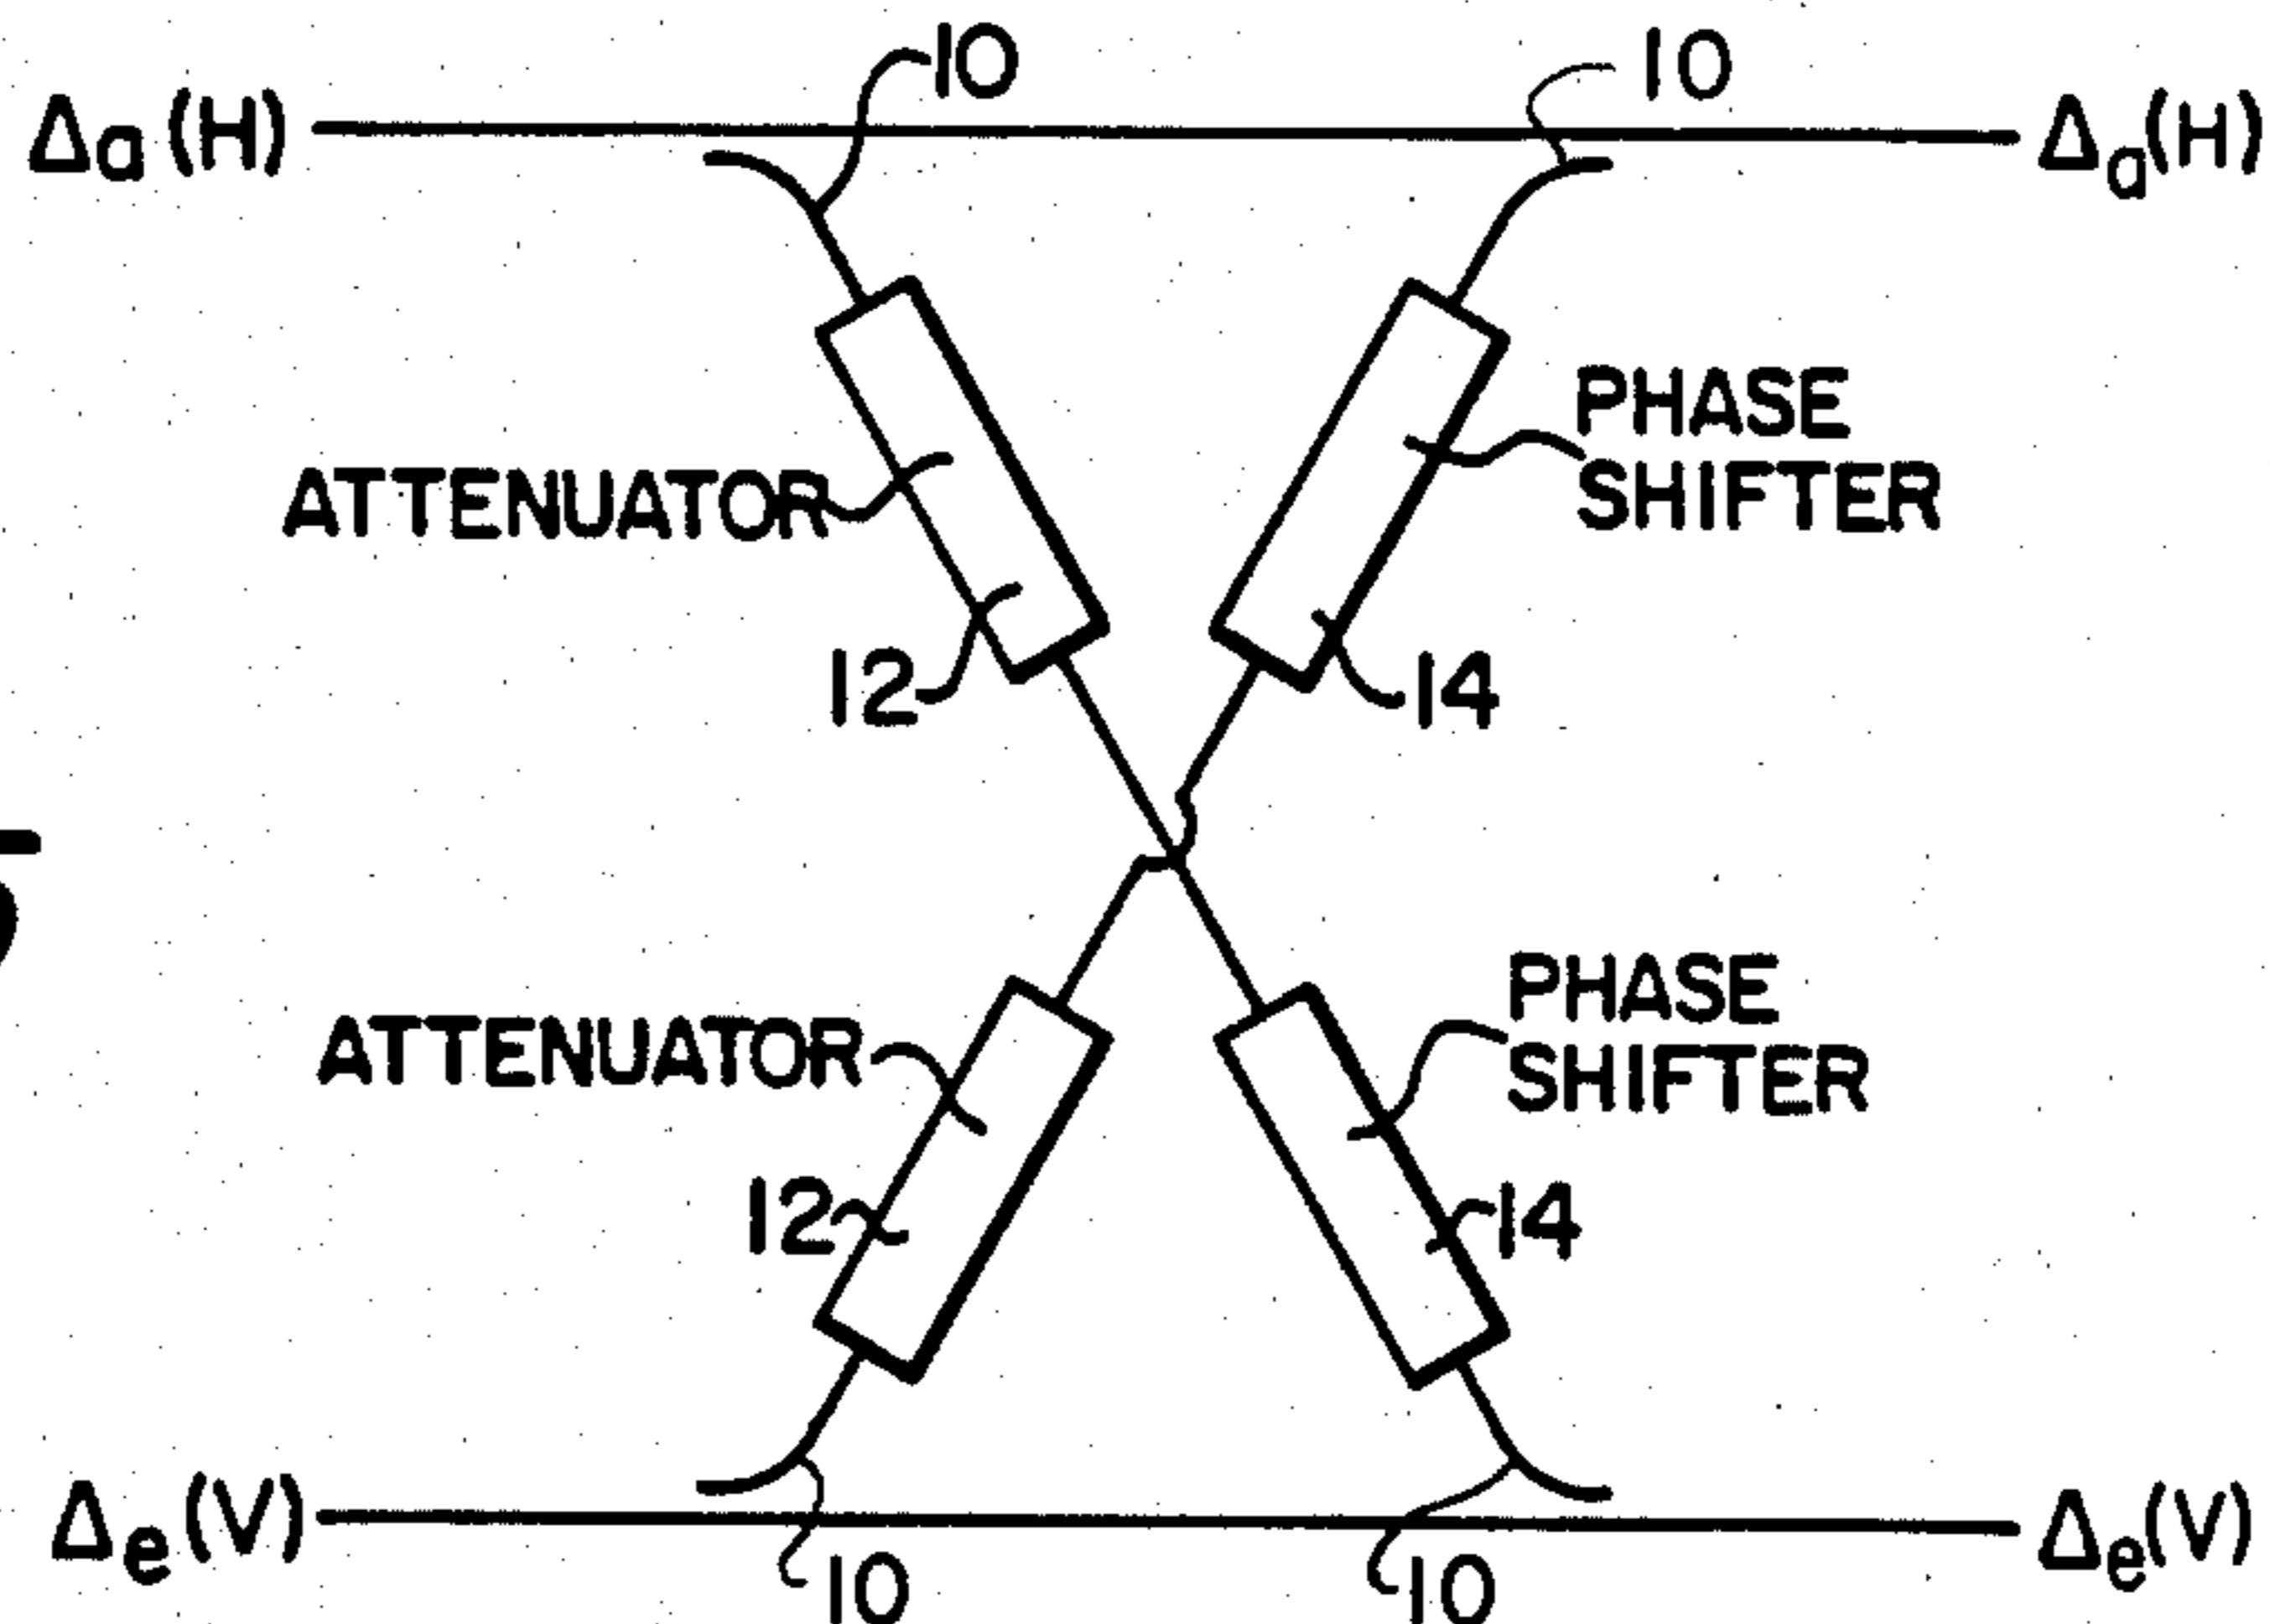 10
10
Δa(H)
Δa(H)
PHASE
SHIFTER
ATTENUATOR
12
14
ATTENUATOR
PHASE
SHIFTER
12
14
Δe(V)
Δe(V)
10
10